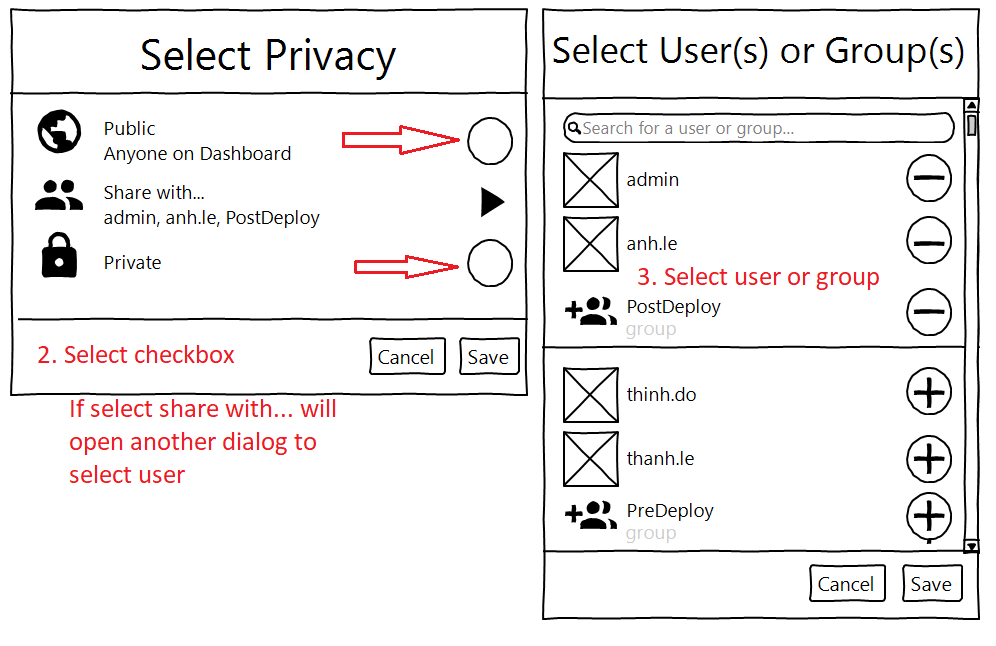 Select Privacy
Public
Anyone on Dashboard
Share with...
admin, anh.le, PostDeploy
Private
2. Select checkbox
Cancel
Save
If select share with... will
open another dialog to
select user
Select User(s) or Group(s)
Search for a user or group...
admin
anh.le
3. Select user or group
PostDeploy
group
thinh.do
thanh.le
PreDeploy
group
Cancel
Save